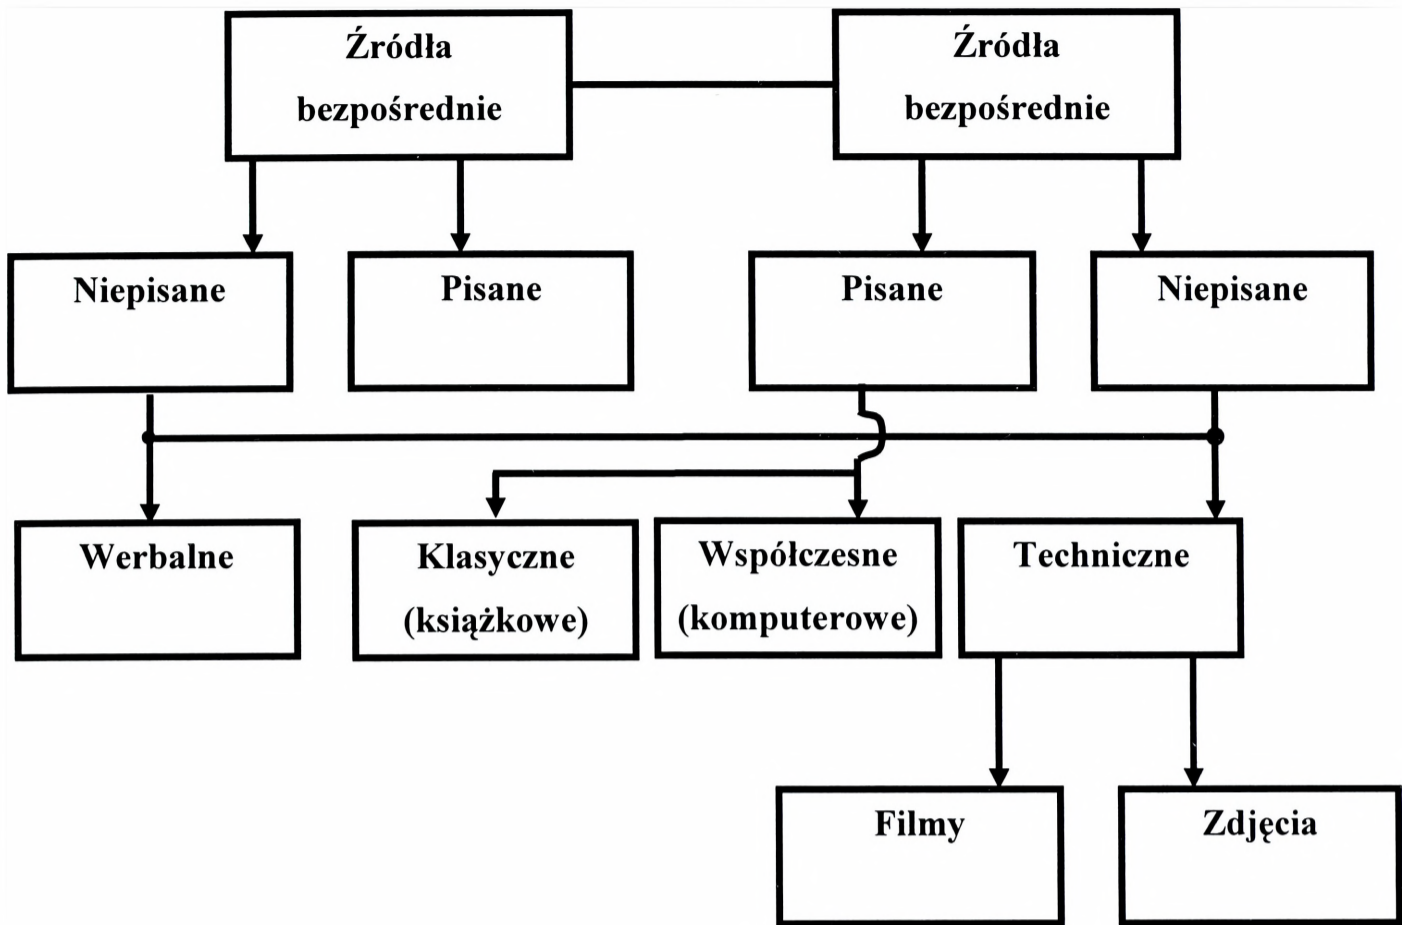 Źródła
bezpośrednie
Źródła
bezpośrednie
Niepisane
Pisane
Pisane
Niepisane
Werbalne
Klasyczne
(książkowe)
Współczesne
(komputerowe)
Techniczne
Filmy
Zdjęcia